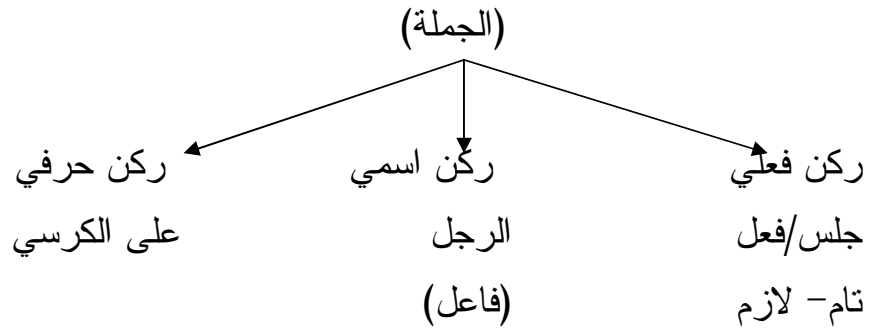 (الجملة)
ركن فعلي ركن اسمي ركن حرفي
جلس/فعل الرجل على الكرسي
تام- لازم (فاعل)